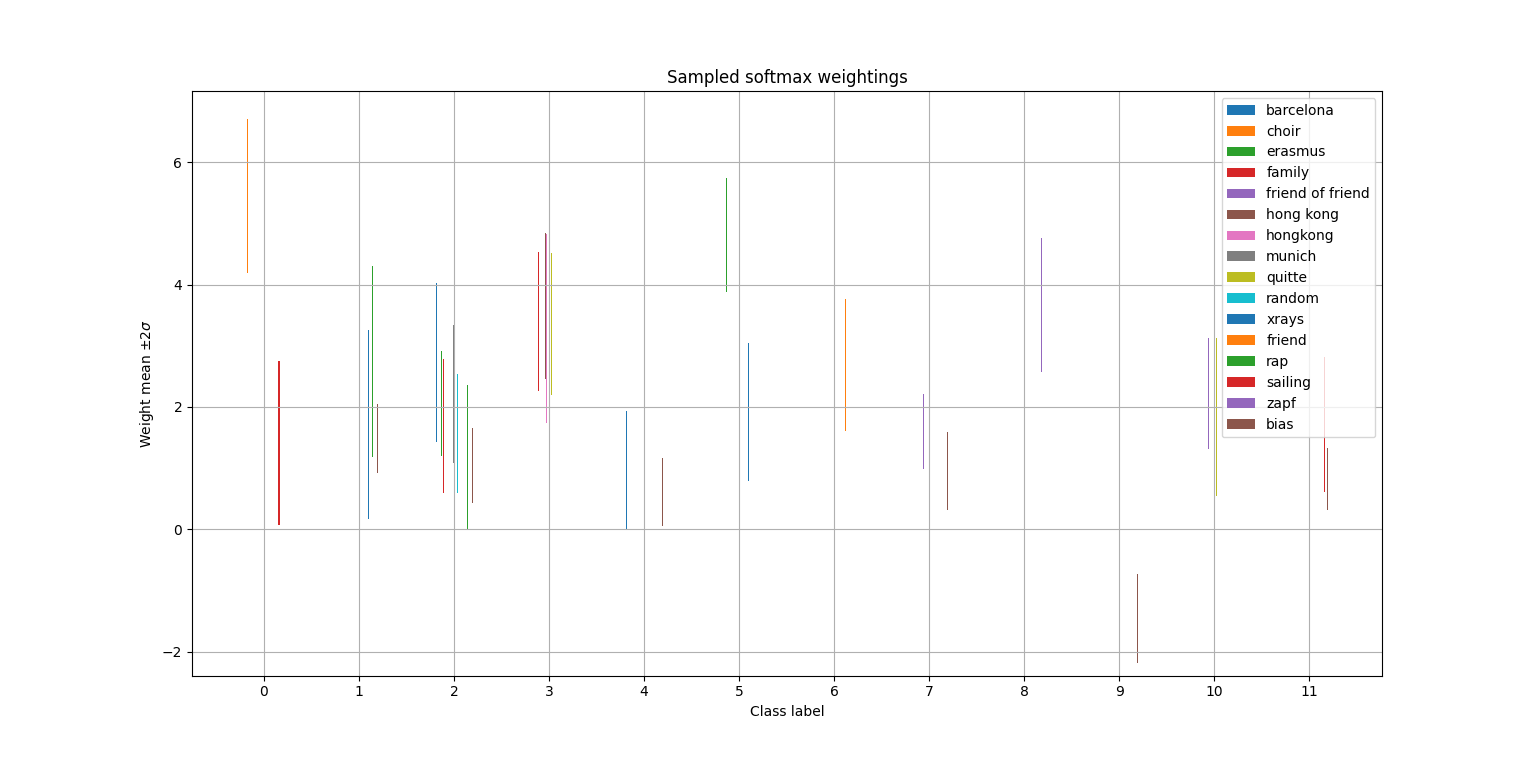 Sampled softmax weightings
Weight mean ±2σ
6
4
2
0
−2
0 1 2 3 4 5 6 7 8 9 10 11
Class label
barcelona
choir
erasmus
family
friend of friend
hong kong
hongkong
munich
quitte
random
xrays
friend
rap
sailing
zapf
bias